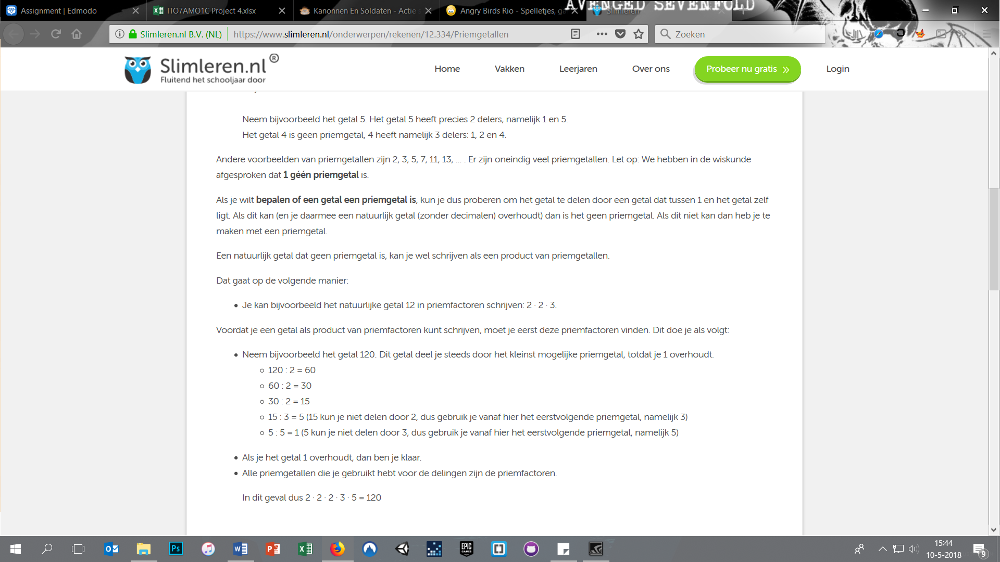 AVENGED SEVENFOLD
Assignment | Edmodo
ITO7AMO1C Project 4.xlsx
Kanonnen En Soldaten - Actie s
Angry Birds Rio - Spelletjes, ga
Slimleren
Slimleren.nl B.V. (NL)
https://www.slimleren.nl/onderwerpen/rekenen/12.334/Priemgetallen
Zoeken
Slimleren.nl ®
Fluitend het schooljaar door
Home
Vakken
Leerjaren
Over ons
Probeer nu gratis »
Login
Neem bijvoorbeeld het getal 5. Het getal 5 heeft precies 2 delers, namelijk 1 en 5.
Het getal 4 is geen priemgetal, 4 heeft namelijk 3 delers: 1, 2 en 4.
Andere voorbeelden van priemgetallen zijn 2, 3, 5, 7, 11, 13, ... . Er zijn oneindig veel priemgetallen. Let op: We hebben in de wiskunde
afgesproken dat 1 géén priemgetal is.
Als je wilt bepalen of een getal een priemgetal is, kun je dus proberen om het getal te delen door een getal dat tussen 1 en het getal zelf
ligt. Als dit kan (en je daarmee een natuurlijk getal (zonder decimalen) overhoudt) dan is het geen priemgetal. Als dit niet kan dan heb je te
maken met een priemgetal.
Een natuurlijk getal dat geen priemgetal is, kan je wel schrijven als een product van priemgetallen.
Dat gaat op de volgende manier:
• Je kan bijvoorbeeld het natuurlijke getal 12 in priemfactoren schrijven: 2 · 2 · 3.
Voordat je een getal als product van priemfactoren kunt schrijven, moet je eerst deze priemfactoren vinden. Dit doe je als volgt:
• Neem bijvoorbeeld het getal 120. Dit getal deel je steeds door het kleinst mogelijke priemgetal, totdat je 1 overhoudt.
120 : 2 = 60
60 : 2 = 30
30 : 2 = 15
15 : 3 = 5 (15 kun je niet delen door 2, dus gebruik je vanaf hier het eerstvolgende priemgetal, namelijk 3)
5 : 5 = 1 (5 kun je niet delen door 3, dus gebruik je vanaf hier het eerstvolgende priemgetal, namelijk 5)
• Als je het getal 1 overhoudt, dan ben je klaar.
• Alle priemgetallen die je gebruikt hebt voor de delingen zijn de priemfactoren.
In dit geval dus 2 · 2 · 2 · 3 · 5 = 120
Ps
EPIC
GAMES
15:44
10-5-2018
9